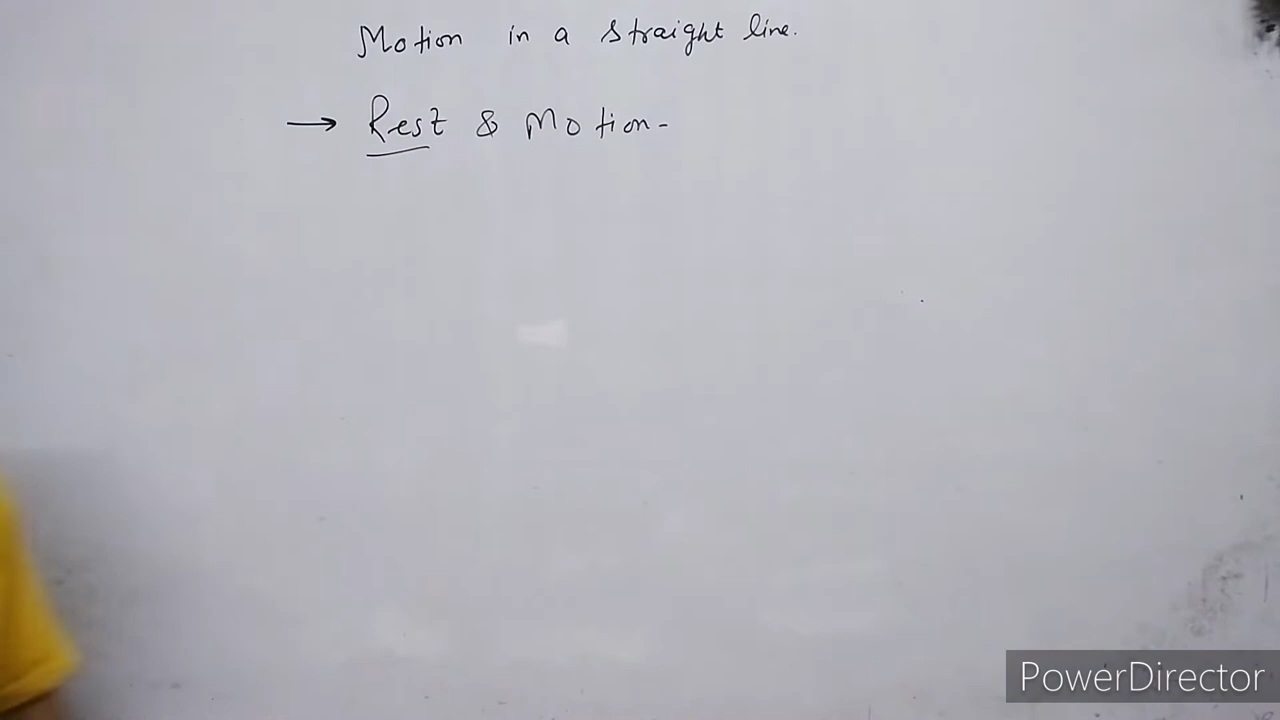 Motion in a straight line.
→ Rest & Motion-
PowerDirector